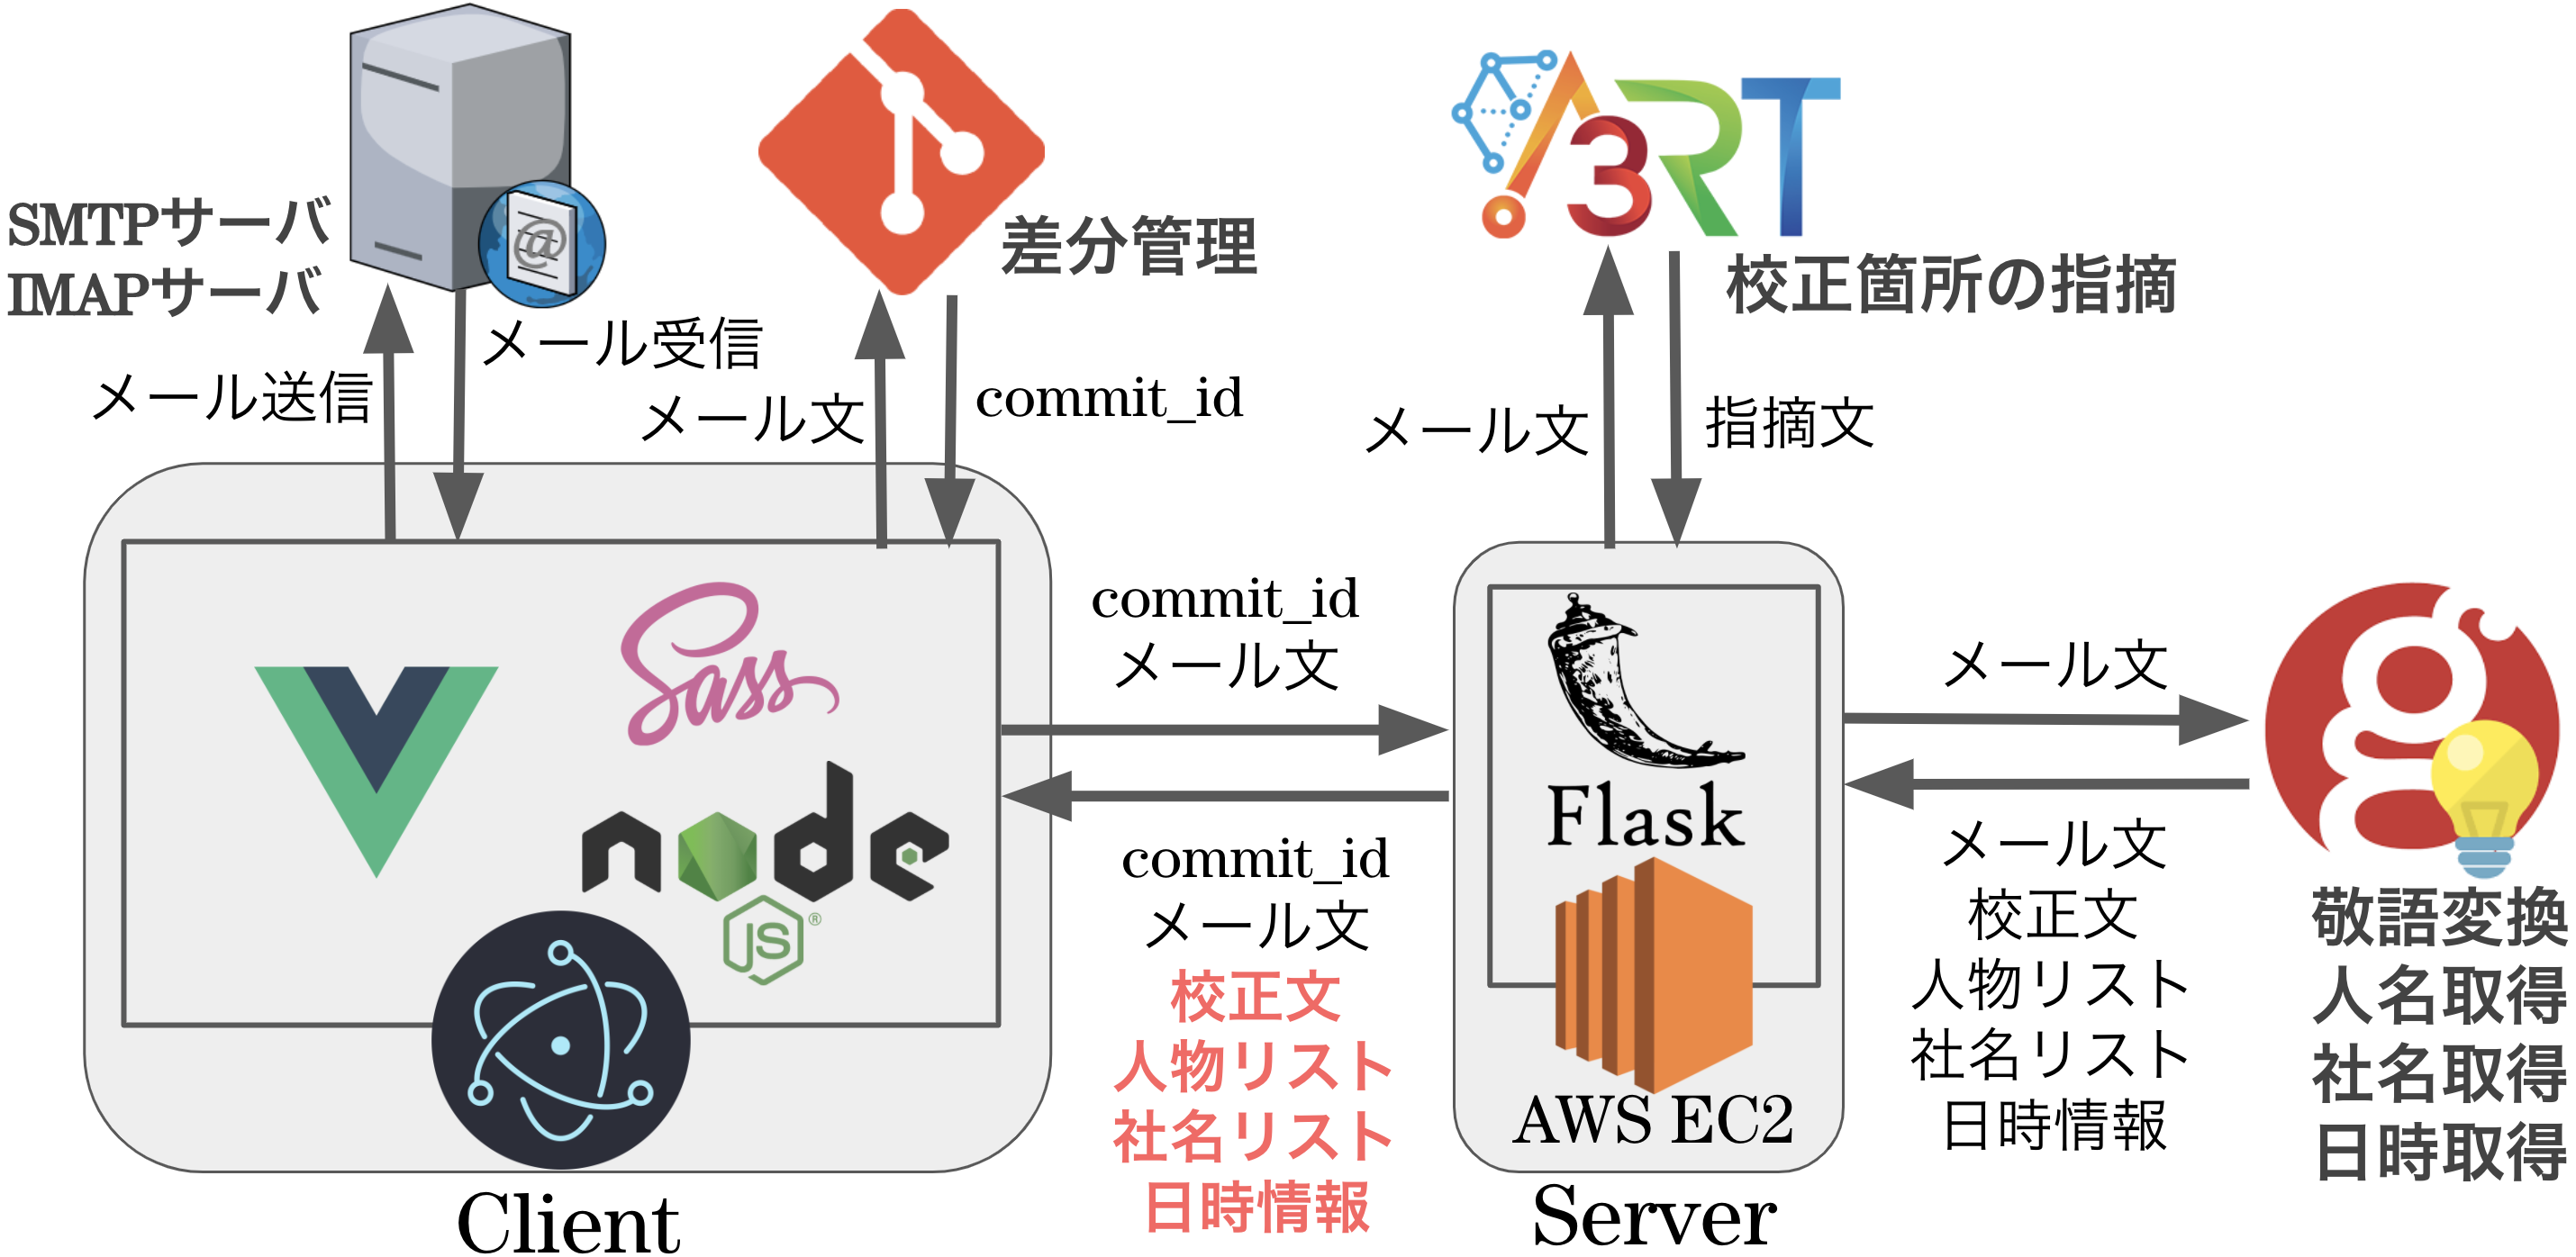 SMTPサーバ
IMAPサーバ
@
メール送信
メール受信
差分管理
メール文
commit_id
A3RT
校正箇所の指摘
メール文
指摘文
Sass
node
JS®
Client
commit_id
メール文
commit_id
メール文
校正文
人物リスト
社名リスト
日時情報
Flask
AWS EC2
Server
メール文
メール文
校正文
人物リスト
社名リスト
日時情報
g
敬語変換
人名取得
社名取得
日時取得